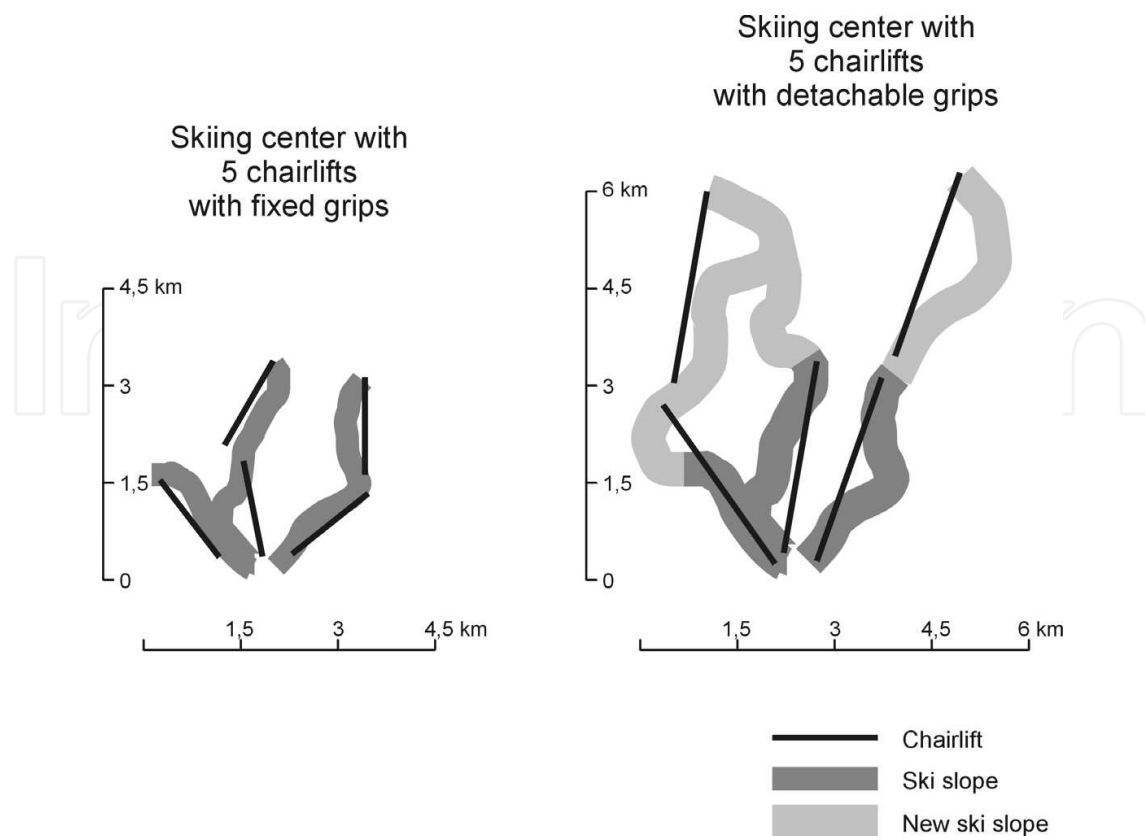 Skiing center with
5 chairlifts
with fixed grips
4,5 km
3
1,5
0
1,5
3
4,5 km
Skiing center with
5 chairlifts
with detachable grips
6 km
4,5
3
1,5
0
1,5
3
4,5
6 km
Chairlift
Ski slope
New ski slope